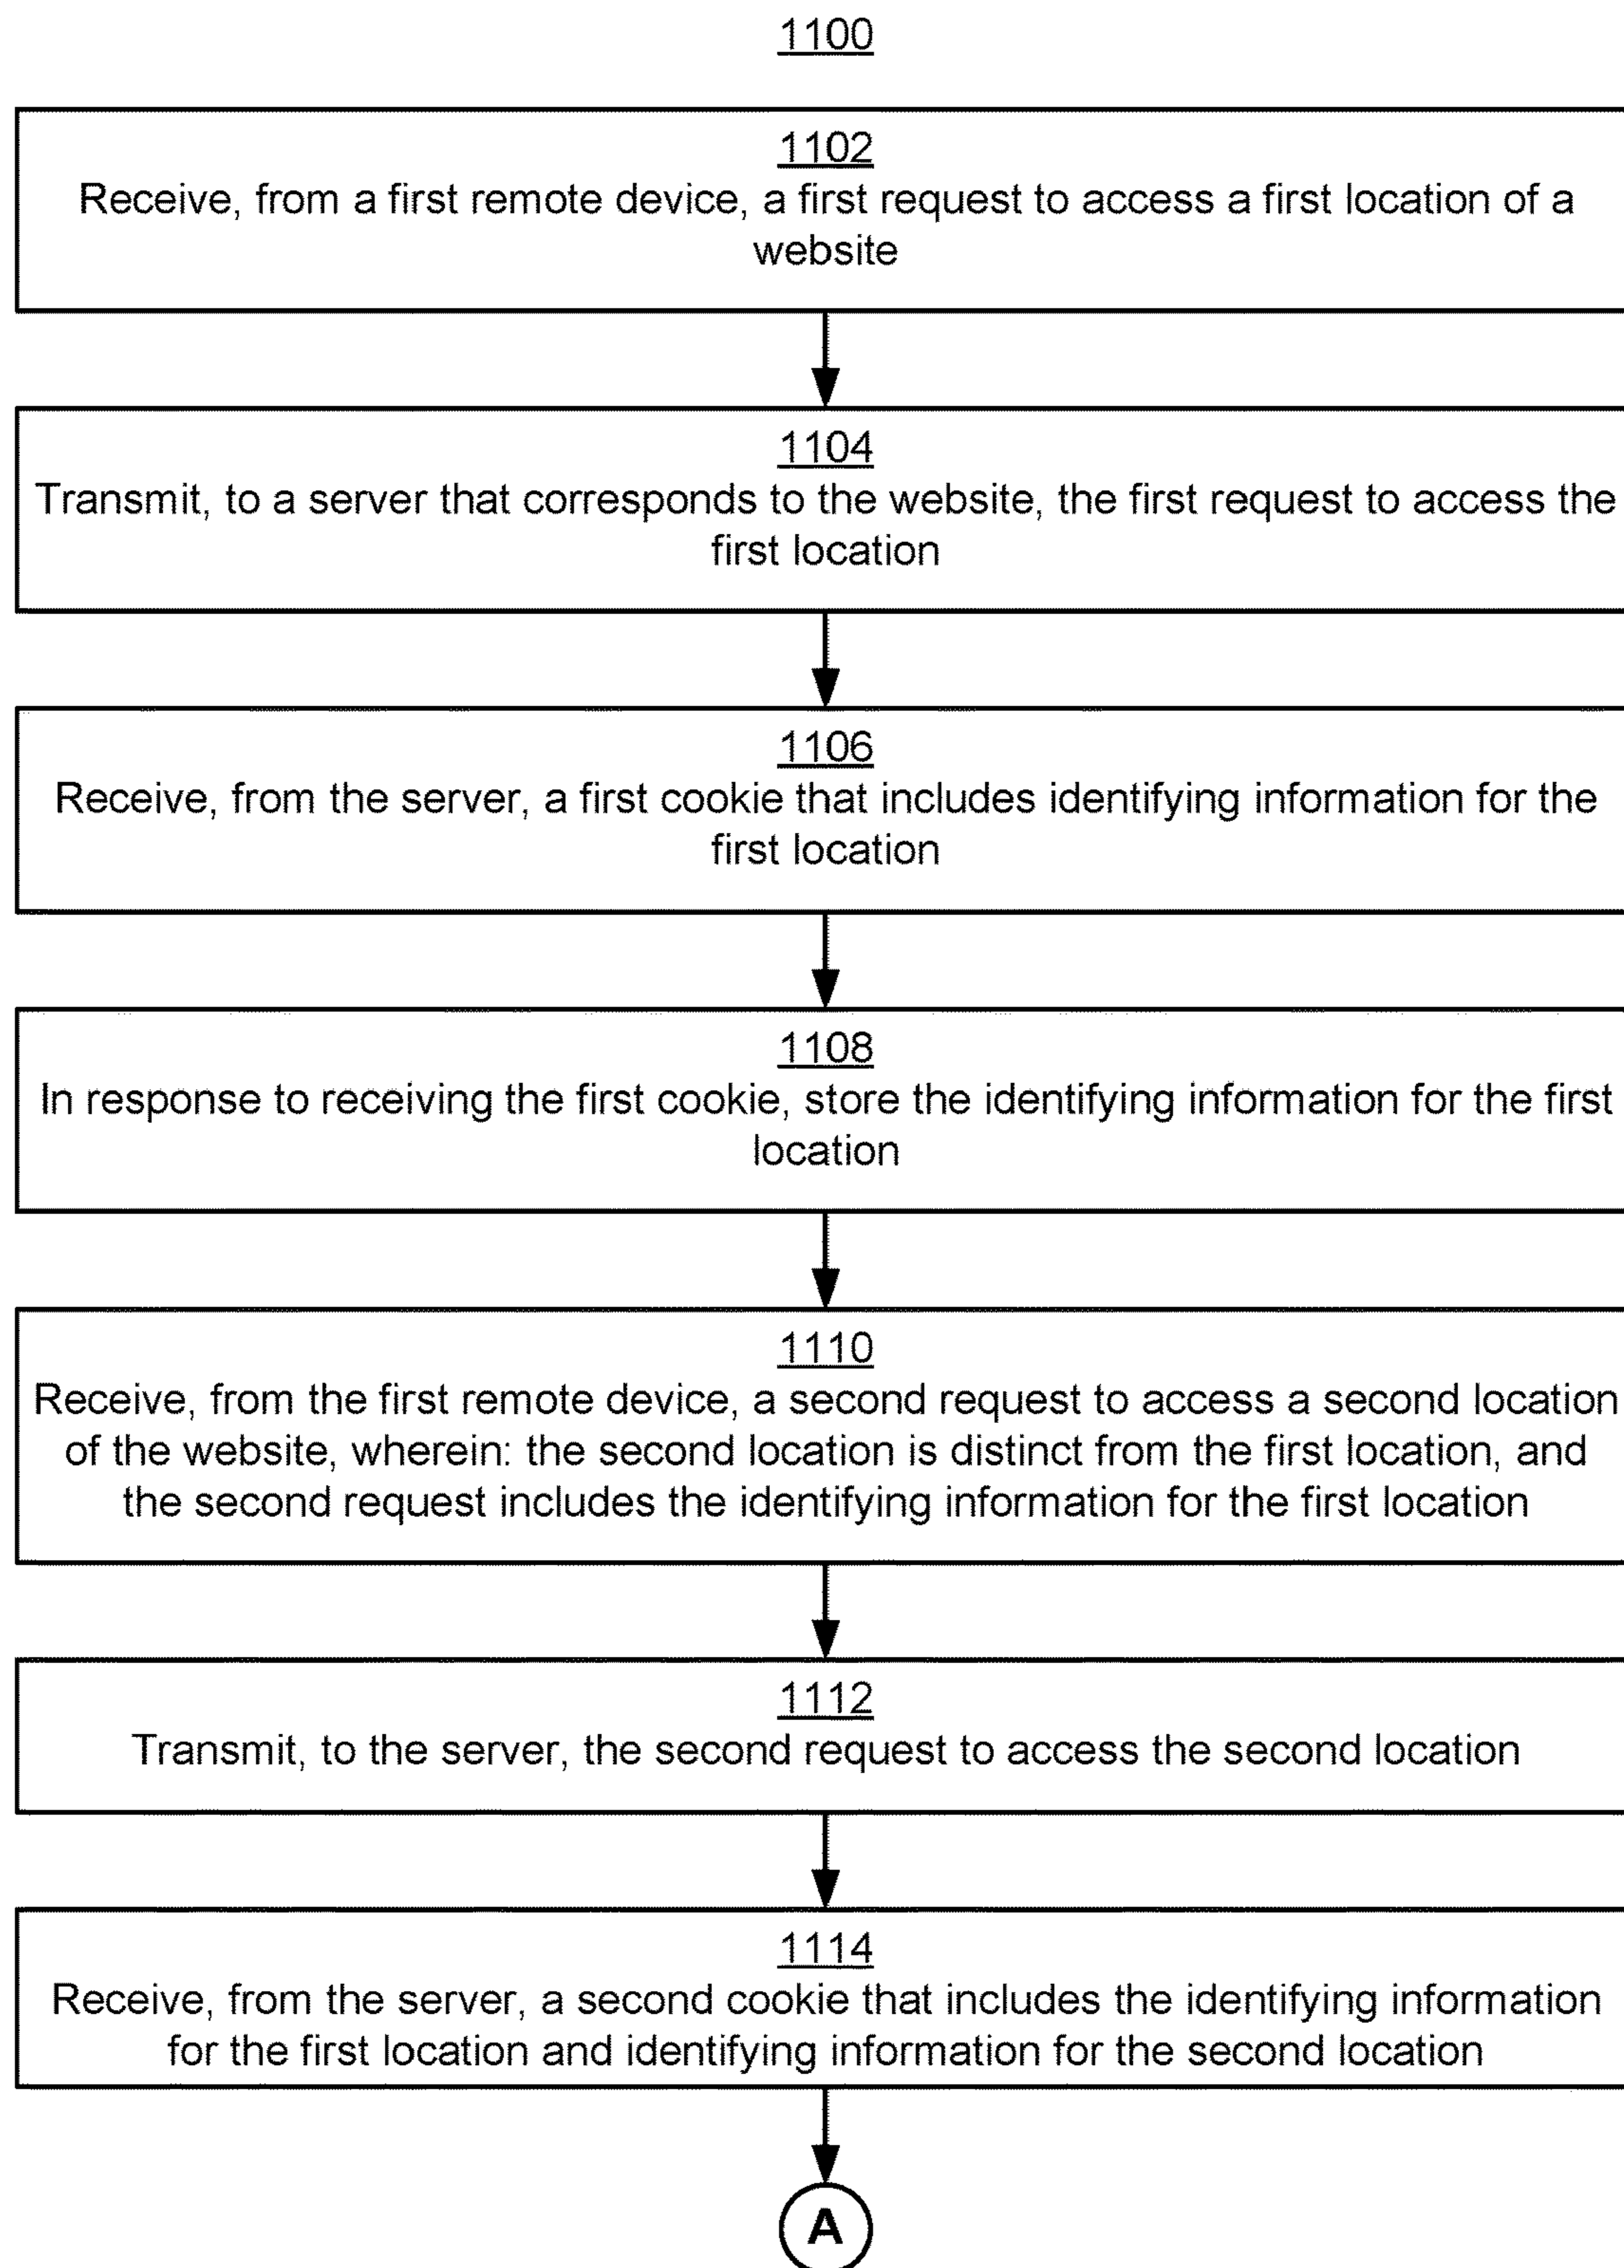 1100
1102
Receive, from a first remote device, a first request to access a first location of a
website
1104
Transmit, to a server that corresponds to the website, the first request to access the
first location
1106
Receive, from the server, a first cookie that includes identifying information for the
first location
1108
In response to receiving the first cookie, store the identifying information for the first
location
1110
Receive, from the first remote device, a second request to access a second location
of the website, wherein: the second location is distinct from the first location, and
the second request includes the identifying information for the first location
1112
Transmit, to the server, the second request to access the second location
1114
Receive, from the server, a second cookie that includes the identifying information
for the first location and identifying information for the second location
A